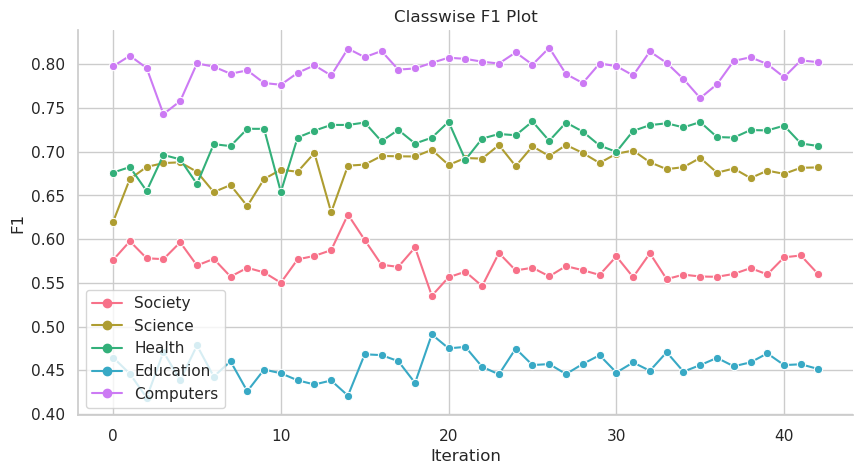 Classwise F1 Plot
F1
0.80
0.75
0.70
0.65
0.60
0.55
0.50
0.45
0.40
Society
Science
Health
Education
Computers
0 10 20 30 40
Iteration